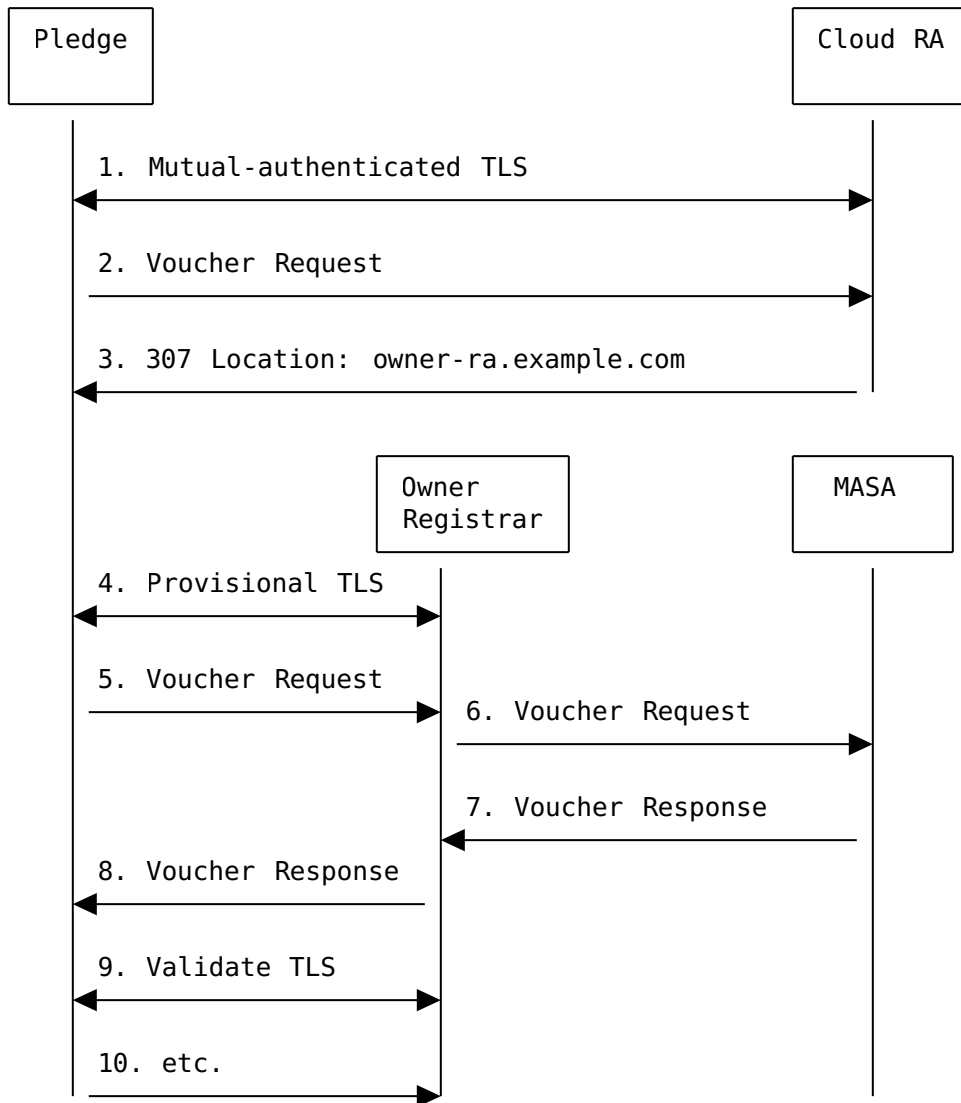 Pledge
Cloud RA
1. Mutual-authenticated TLS
2. Voucher Request
3. 307 Location: owner-ra.example.com
Owner
Registrar
MASA
4. Provisional TLS
5. Voucher Request
6. Voucher Request
7. Voucher Response
8. Voucher Response
9. Validate TLS
10. etc.